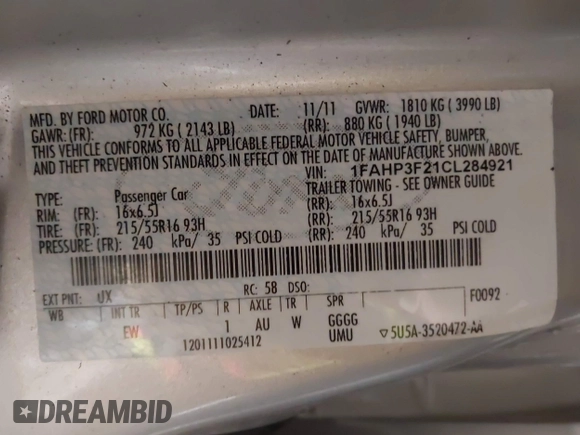 MFD. BY FORD MOTOR CO. DATE: 11/11 GVWR: 1810 KG ( 3990 LB)
GAWR: (FR): 972 KG ( 2143 LB) (RR): 880 KG ( 1940 LB)
THIS VEHICLE CONFORMS TO ALL APPLICABLE FEDERAL MOTOR VEHICLE SAFETY, BUMPER,
AND THEFT PREVENTION STANDARDS IN EFFECT ON THE DATE OF MANUFACTURE SHOWN ABOVE.
VIN: 1FAHP3F21CL284921
TYPE: Passenger Car TRAILER TOWING - SEE OWNER GUIDE
RIM: (FR): 16x6.5J (RR): 16x6.5J
TIRE: (FR): 215/55R16 93H (RR): 215/55R16 93H
PRESSURE: (FR): 240 kPa/ 35 PSI COLD (RR): 240 kPa/ 35 PSI COLD
EXT PNT: UX RC: 58 DSO: F0092
WB INT TR TP/PS R AXLE TR SPR
EW 1 AU W GGGG
1201111025412 UMU ▽5U5A-3520472-AA
DREAMBID